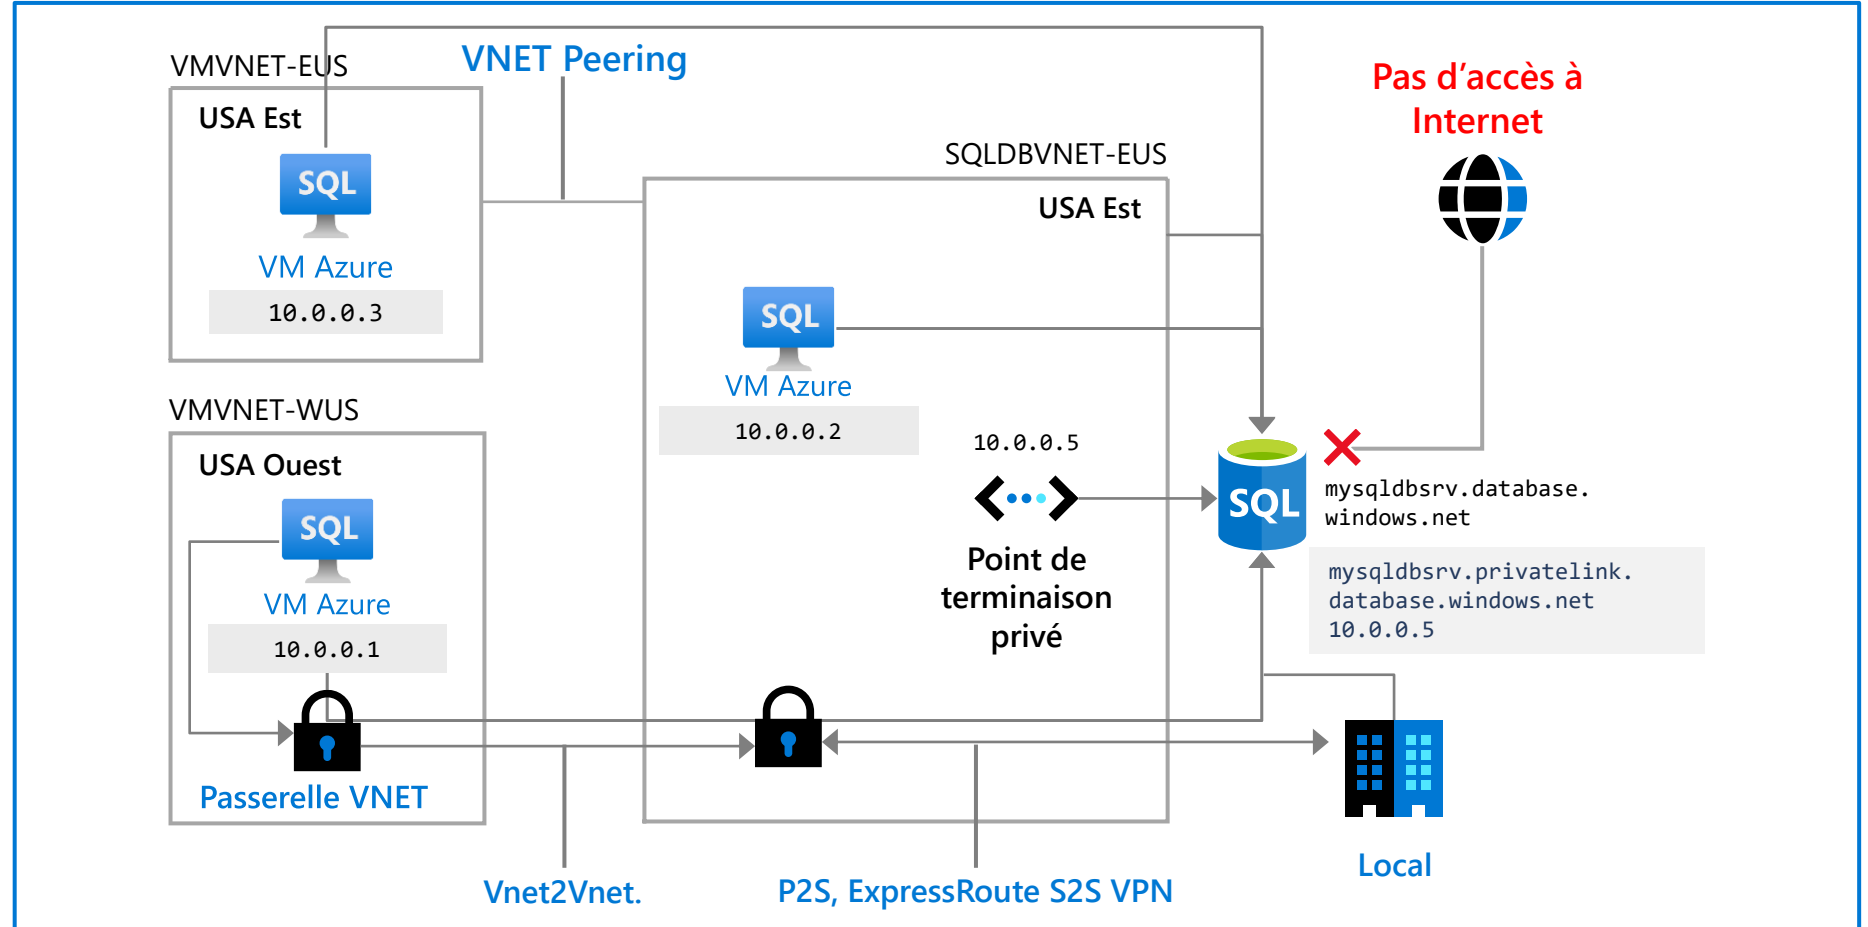 VNET Peering
VMVNET-EUS
USA Est
SQL
VM Azure
10.0.0.3
Pas d'accès à
Internet
SQLDBVNET-EUS
USA Est
SQL
VM Azure
10.0.0.2
10.0.0.5
Point de
terminaison
privé
SQL
mysqldbsrv.database.
windows.net
mysqldbsrv.privatelink.
database.windows.net
10.0.0.5
VMVNET-WUS
USA Ouest
SQL
VM Azure
10.0.0.1
Passerelle VNET
Vnet2Vnet.
P2S, ExpressRoute S2S VPN
Local